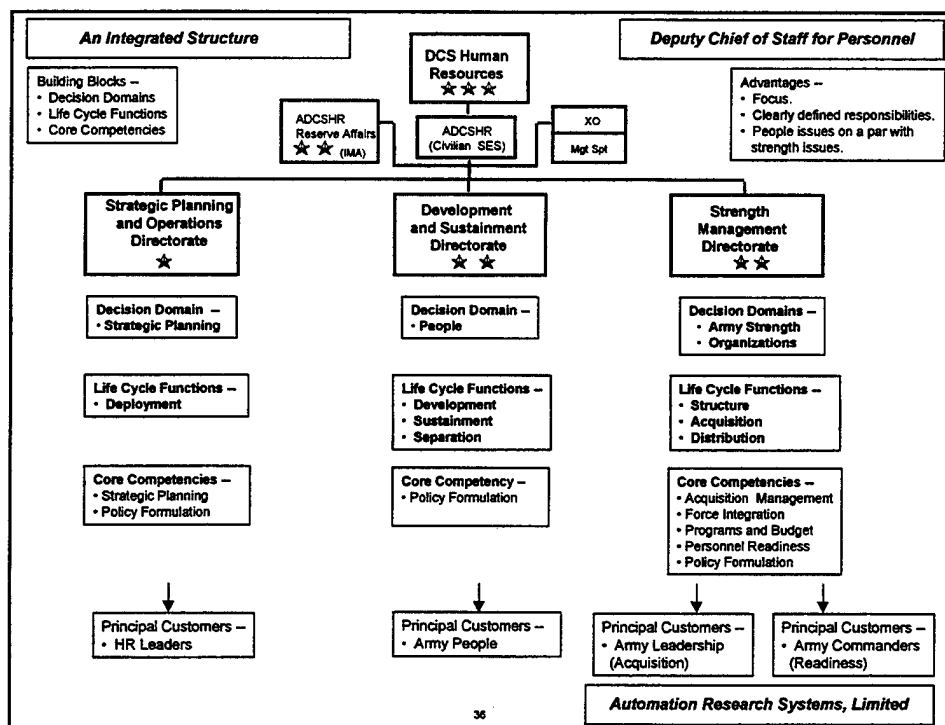 An Integrated Structure
Deputy Chief of Staff for Personnel
Building Blocks –
• Decision Domains
• Life Cycle Functions
• Core Competencies
DCS Human
Resources
Advantages –
• Focus.
• Clearly defined responsibilities.
• People issues on a par with
strength issues.
ADCSHR
Reserve Affairs
(IMA)
ADCSHR
(Civilian SES)
XO
Mgt Spt
Strategic Planning
and Operations
Directorate
Development
and Sustainment
Directorate
Strength
Management
Directorate
Decision Domain –
• Strategic Planning
Decision Domain –
• People
Decision Domains –
• Army Strength
• Organizations
Life Cycle Functions –
• Deployment
Life Cycle Functions –
• Development
• Sustainment
• Separation
Life Cycle Functions –
• Structure
• Acquisition
• Distribution
Core Competencies –
• Strategic Planning
• Policy Formulation
Core Competency –
• Policy Formulation
Core Competencies –
• Acquisition Management
• Force Integration
• Programs and Budget
• Personnel Readiness
• Policy Formulation
Principal Customers –
• HR Leaders
Principal Customers –
• Army People
Principal Customers –
• Army Leadership
(Acquisition)
Principal Customers –
• Army Commanders
(Readiness)
Automation Research Systems, Limited
36